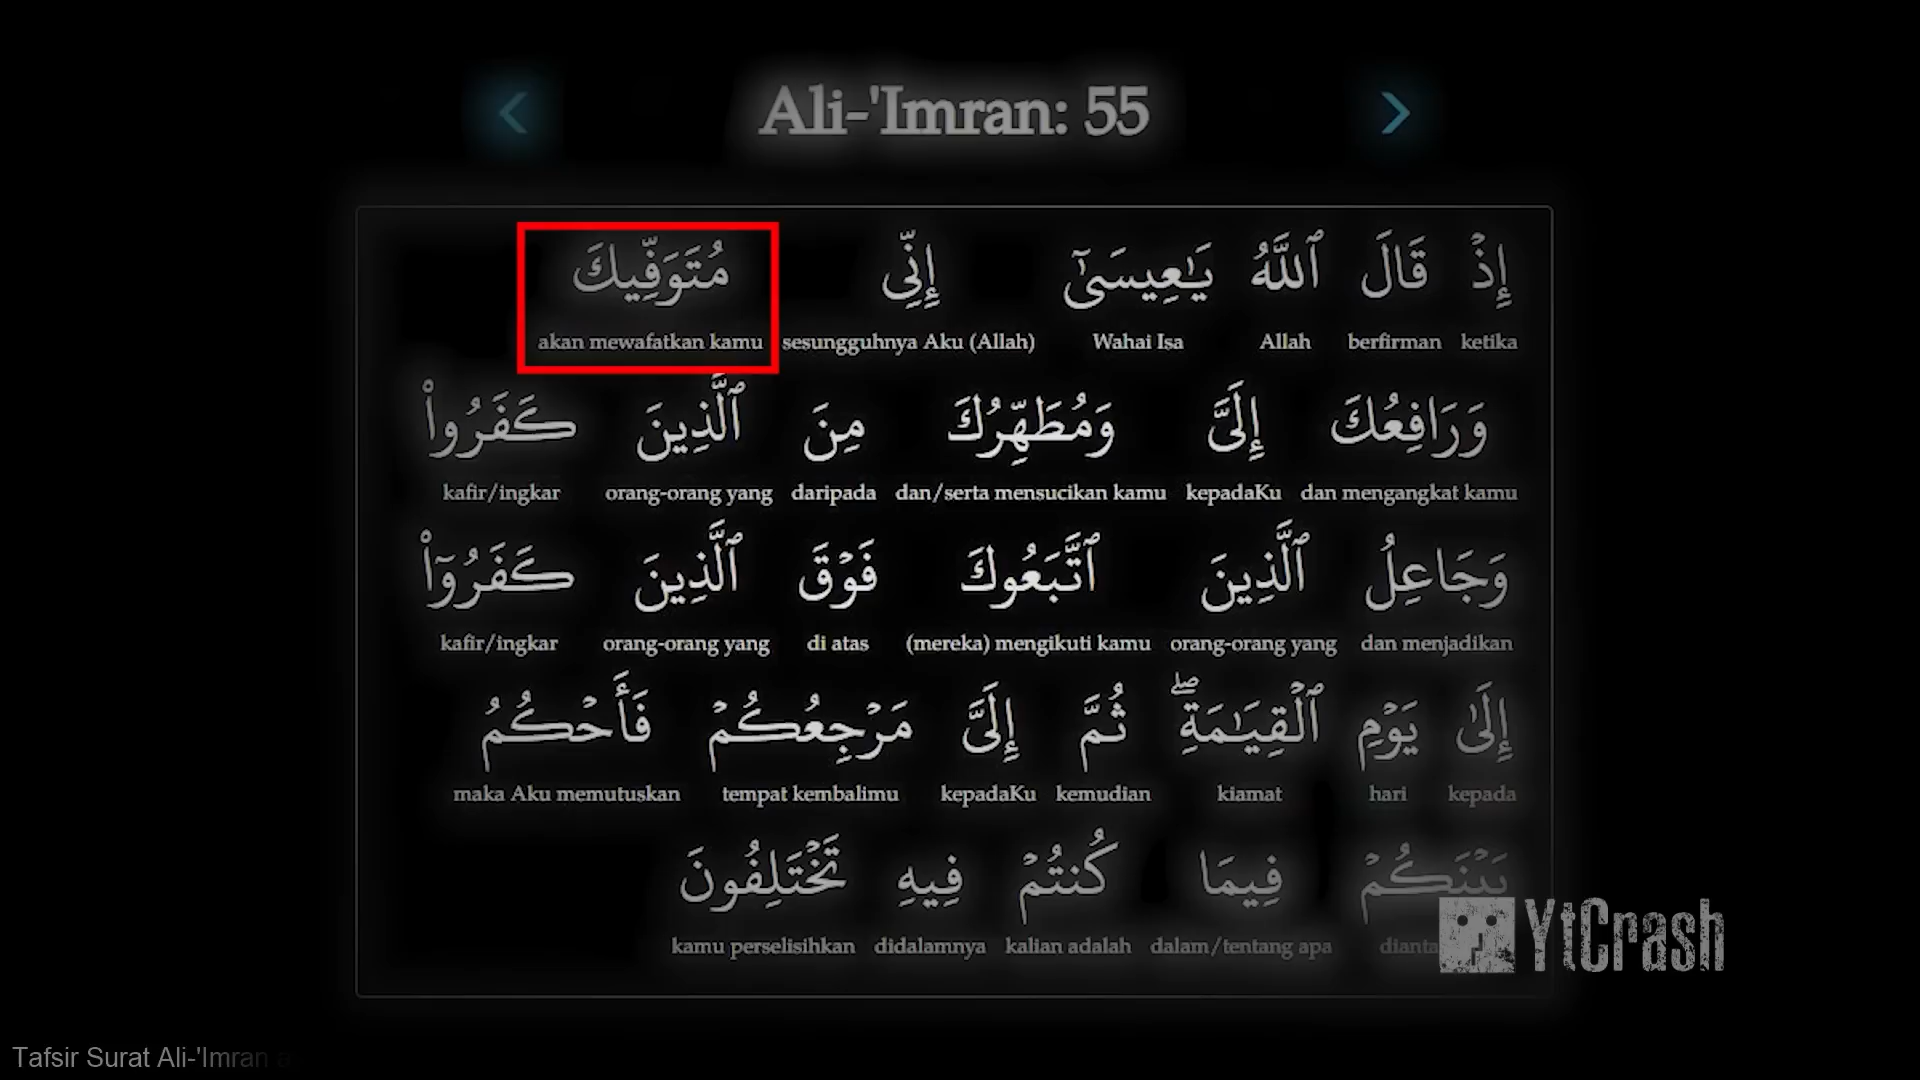 Ali-'Imran: 55
إِذْ قَالَ ٱللَّهُ يَـٰعِيسَىٰٓ إِنِّى مُتَوَفِّيكَ
ketika berfirman Allah Wahai Isa sesungguhnya Aku (Allah) akan mewafatkan kamu
وَرَافِعُكَ إِلَىَّ وَمُطَهِّرُكَ مِنَ ٱلَّذِينَ كَفَرُوا۟
dan mengangkat kamu kepadaKu dan/serta mensucikan kamu daripada orang-orang yang kafir/ingkar
وَجَاعِلُ ٱلَّذِينَ ٱتَّبَعُوكَ فَوْقَ ٱلَّذِينَ كَفَرُوٓا۟
dan menjadikan orang-orang yang (mereka) mengikuti kamu di atas orang-orang yang kafir/ingkar
إِلَىٰ يَوْمِ ٱلْقِيَـٰمَةِ ۖ ثُمَّ إِلَىَّ مَرْجِعُكُمْ فَأَحْكُمُ
kepada hari kiamat kemudian kepadaKu tempat kembalimu maka Aku memutuskan
بَيْنَكُمْ فِيمَا كُنتُمْ فِيهِ تَخْتَلِفُونَ
dalam/tentang apa kalian adalah didalamnya kamu perselisihkan
YtCrash
Tafsir Surat Ali-'Imran